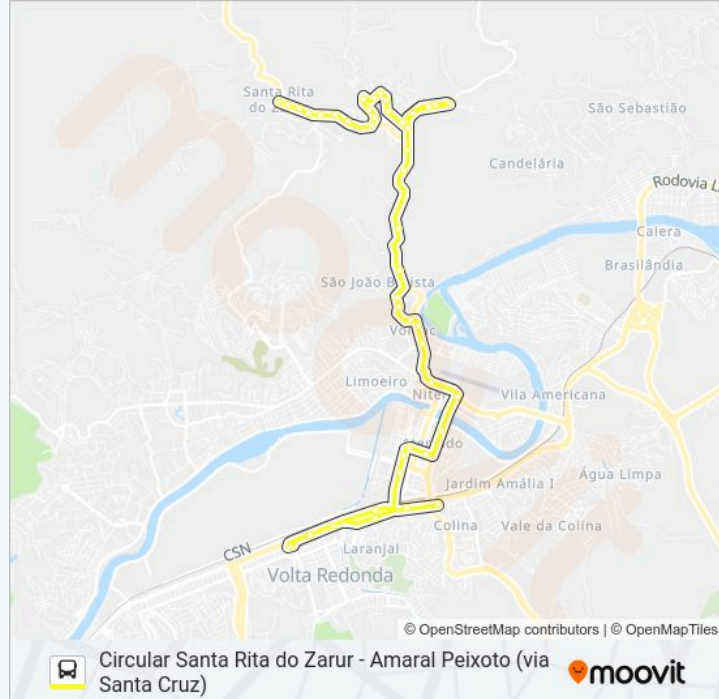 Santa Rita
São Sebastião
Candelária
Rodovia L
Caiera
Brasilândia
São João Batista
Limoeiro
Vila Americana
Água Limpa
Jardim Amália I
Colina
Vale da Colina
CSN
Laranjal
Volta Redonda
© OpenStreetMap contributors | © OpenMapTiles
Circular Santa Rita do Zarur - Amaral Peixoto (via
Santa Cruz)
moovit